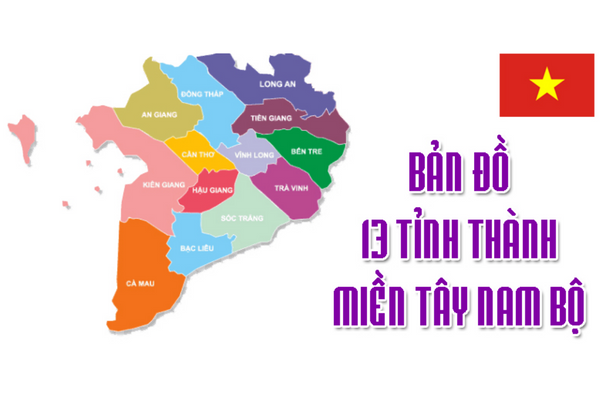 LONG AN
ĐỒNG THÁP
AN GIANG
TIỀN GIANG
CẦN THƠ
VĨNH LONG
BẾN TRE
KIÊN GIANG
HẬU GIANG
TRÀ VINH
SÓC TRĂNG
BẠC LIÊU
CÀ MAU
BẢN ĐỒ
13 TỈNH THÀNH
MIỀN TÂY NAM BỘ